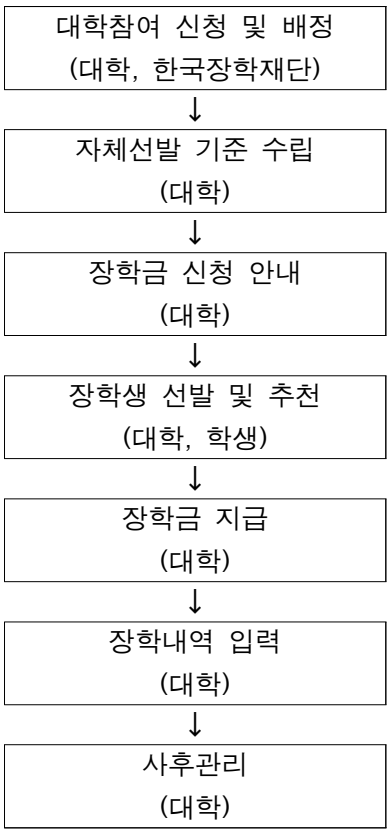 대학참여 신청 및 배정
(대학, 한국장학재단)
↓
자체선발 기준 수립
(대학)
↓
장학금 신청 안내
(대학)
↓
장학생 선발 및 추천
(대학, 학생)
↓
장학금 지급
(대학)
↓
장학내역 입력
(대학)
↓
사후관리
(대학)